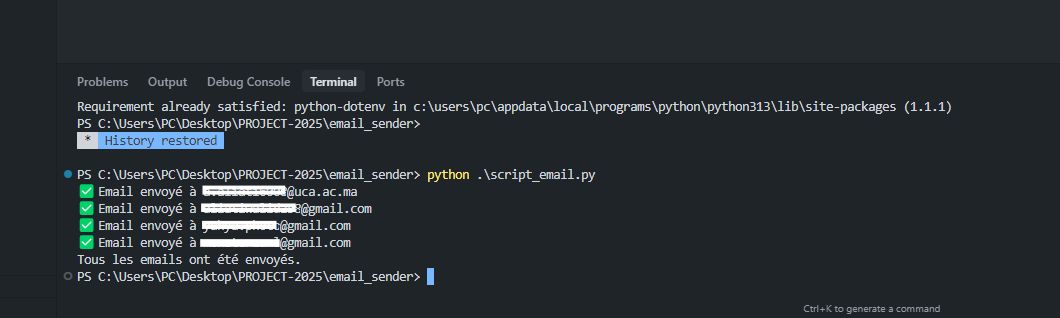 Problems Output Debug Console Terminal Ports
Requirement already satisfied: python-dotenv in c:\users\pc\appdata\local\programs\python\python313\lib\site-packages (1.1.1)
PS C:\Users\PC\Desktop\PROJECT-2025\email_sender>
* History restored
PS C:\Users\PC\Desktop\PROJECT-2025\email_sender> python .\script_email.py
✅ Email envoyé à @uca.ac.ma
✅ Email envoyé à @gmail.com
✅ Email envoyé à @gmail.com
✅ Email envoyé à @gmail.com
Tous les emails ont été envoyés.
PS C:\Users\PC\Desktop\PROJECT-2025\email_sender>
Ctrl+K to generate a command